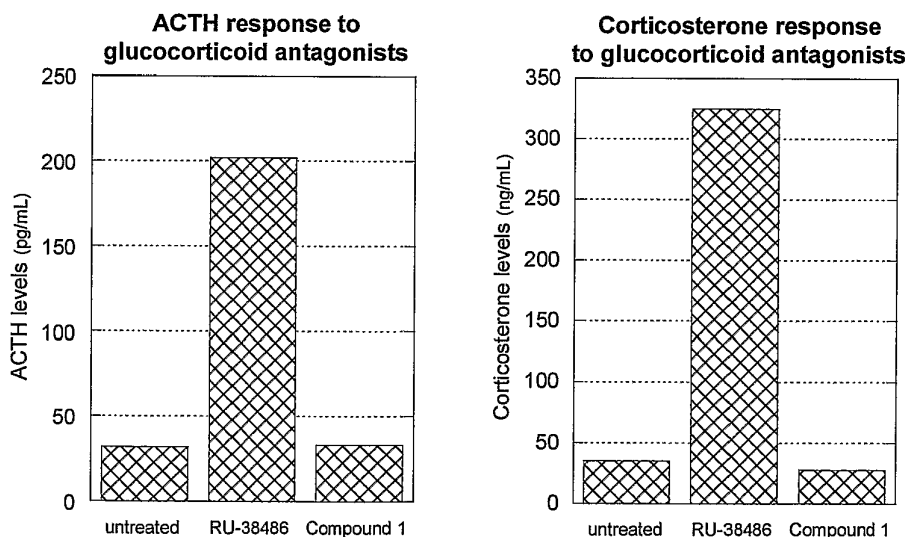 ACTH response to
glucocorticoid antagonists
250
200
150
100
50
0
ACTH levels (pg/mL)
untreated RU-38486 Compound 1
Corticosterone response
to glucocorticoid antagonists
350
300
250
200
150
100
50
0
Corticosterone levels (ng/mL)
untreated RU-38486 Compound 1